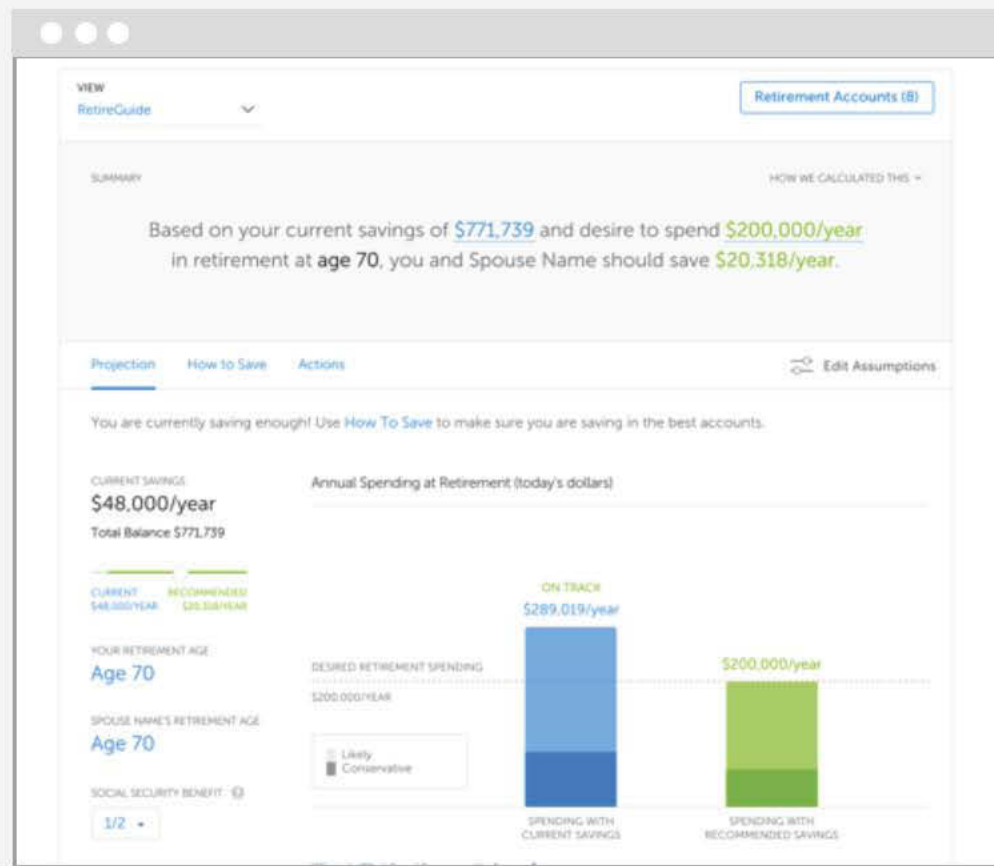 VIEW
RetireGuide
Retirement Accounts (8)
SUMMARY
HOW WE CALCULATED THIS
Based on your current savings of $771,739 and desire to spend $200,000/year
in retirement at age 70, you and Spouse Name should save $20,318/year.
Projection
How to Save
Actions
Edit Assumptions
You are currently saving enough! Use How To Save to make sure you are saving in the best accounts.
CURRENT SAVINGS
$48,000/year
Total Balance $771,739
CURRENT
$48,000/YEAR
RECOMMENDED
$20,318/YEAR
YOUR RETIREMENT AGE
Age 70
SPOUSE NAME'S RETIREMENT AGE
Age 70
SOCIAL SECURITY BENEFIT
1/2
Annual Spending at Retirement (today's dollars)
ON TRACK
$289,019/year
$200,000/year
DESIRED RETIREMENT SPENDING
$200,000/YEAR
Likely
Conservative
SPENDING WITH
CURRENT SAVINGS
SPENDING WITH
RECOMMENDED SAVINGS